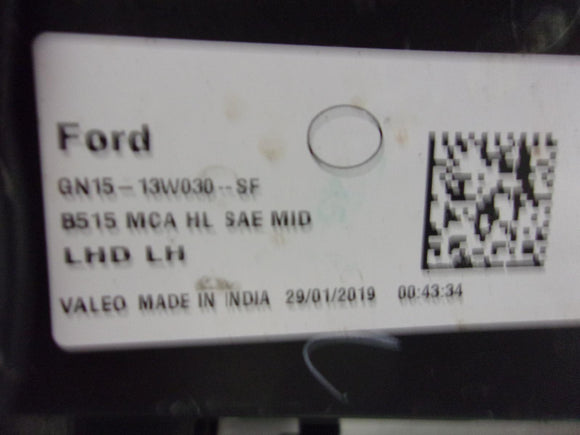 Ford
GN15-13W030--SF
B515 MCA HL SAE MID
LHD LH
VALEO MADE IN INDIA 29/01/2019 00:43:34